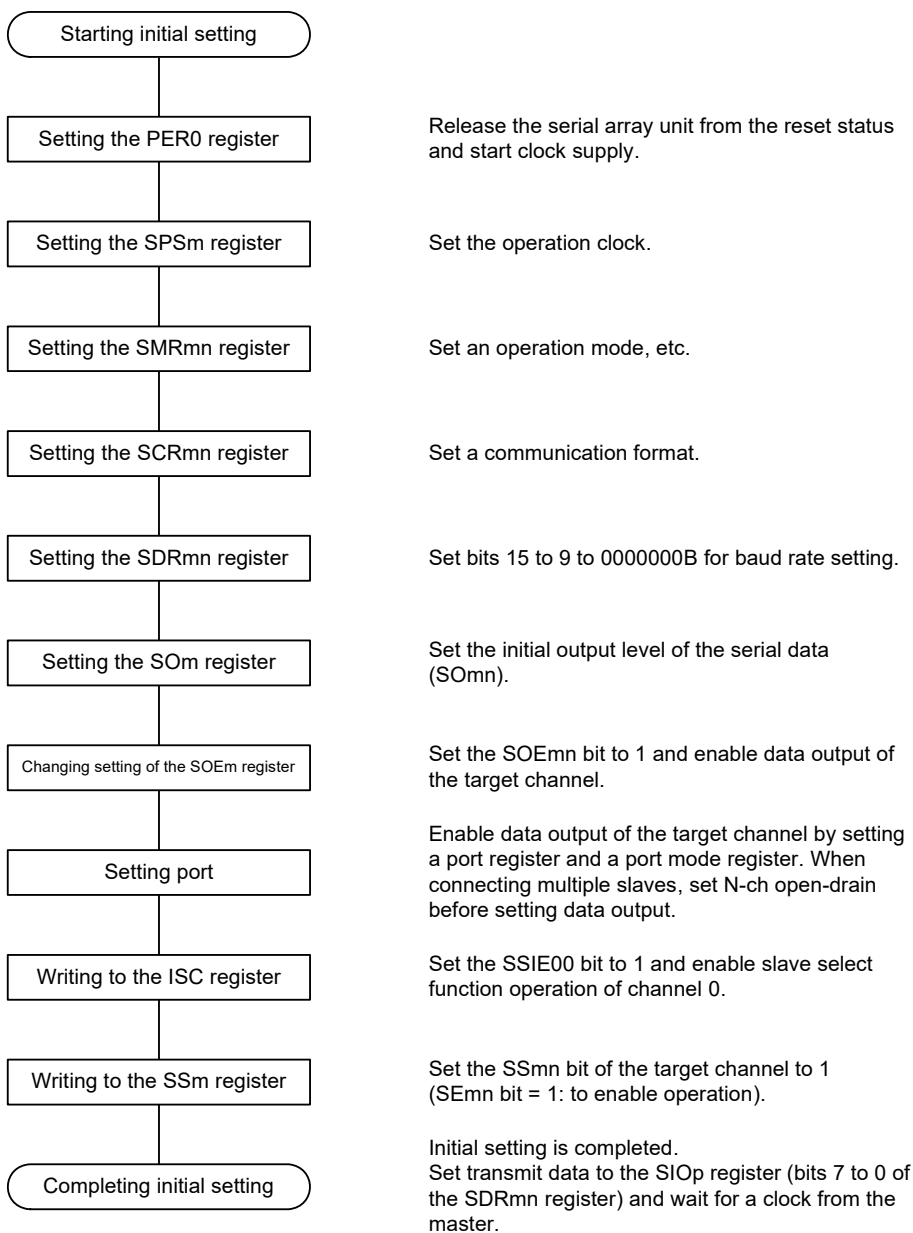 Starting initial setting
Setting the PER0 register
Release the serial array unit from the reset status
and start clock supply.
Setting the SPSm register
Set the operation clock.
Setting the SMRmn register
Set an operation mode, etc.
Setting the SCRmn register
Set a communication format.
Setting the SDRmn register
Set bits 15 to 9 to 0000000B for baud rate setting.
Setting the SOm register
Set the initial output level of the serial data
(SOmn).
Changing setting of the SOEm register
Set the SOEmn bit to 1 and enable data output of
the target channel.
Setting port
Enable data output of the target channel by setting
a port register and a port mode register. When
connecting multiple slaves, set N-ch open-drain
before setting data output.
Writing to the ISC register
Set the SSIE00 bit to 1 and enable slave select
function operation of channel 0.
Writing to the SSm register
Set the SSmn bit of the target channel to 1
(SEmn bit = 1: to enable operation).
Completing initial setting
Initial setting is completed.
Set transmit data to the SIOp register (bits 7 to 0 of
the SDRmn register) and wait for a clock from the
master.